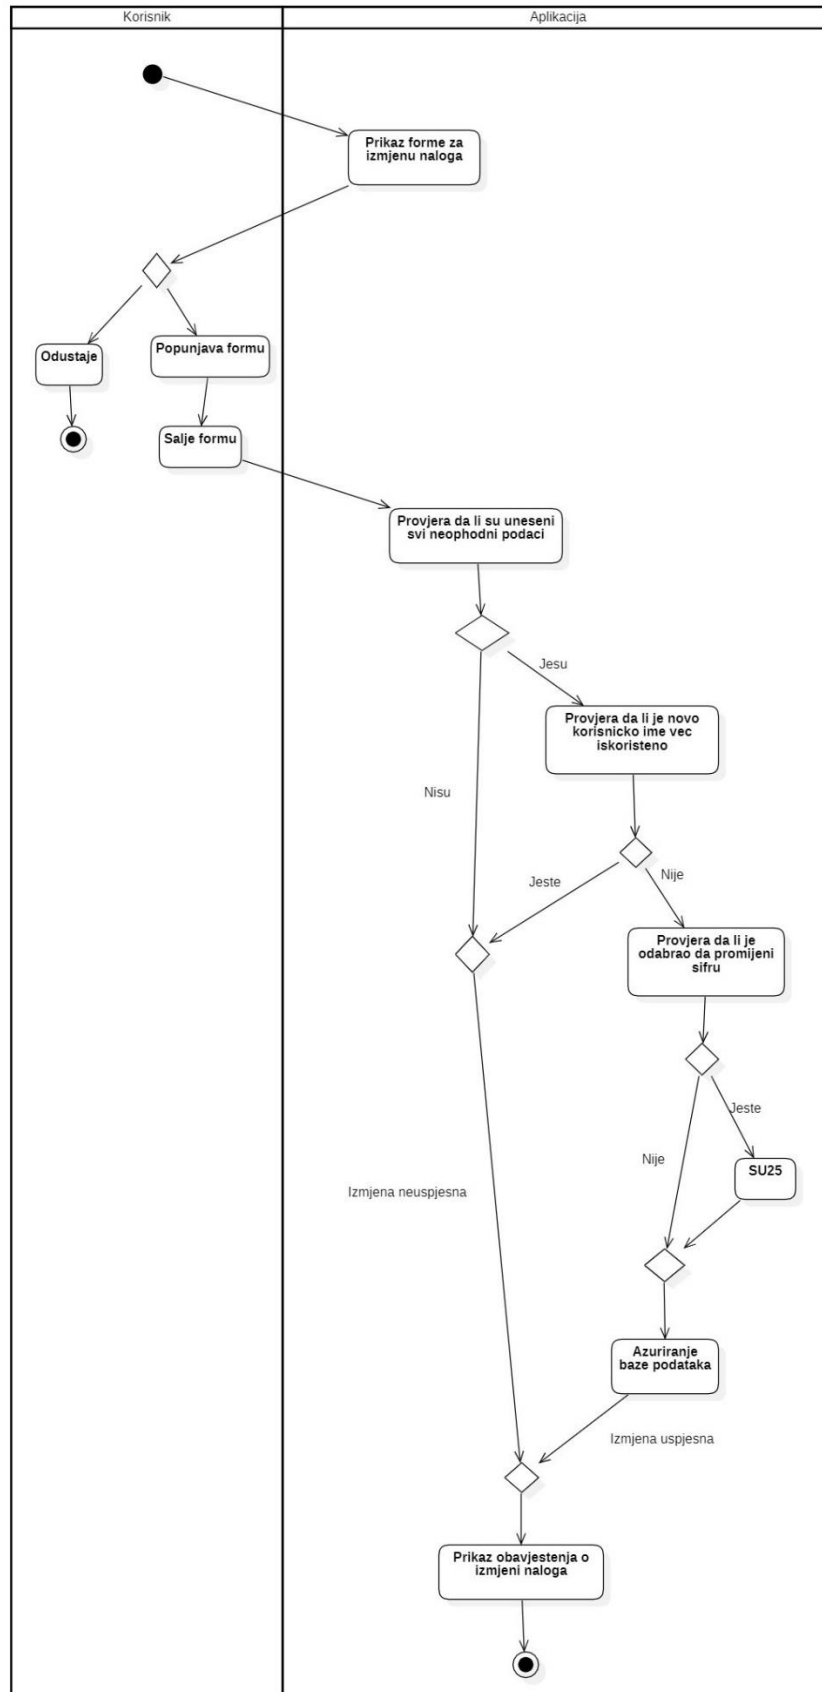 Korisnik
Aplikacija
Prikaz forme za
izmjenu naloga
Odustaje
Popunjava formu
Salje formu
Provjera da li su uneseni
svi neophodni podaci
Jesu
Provjera da li je novo
korisnicko ime vec
iskoristeno
Nisu
Jeste
Nije
Provjera da li je
odabrao da promijeni
sifru
Jeste
Nije
SU25
Izmjena neuspjesna
Azuriranje
baze podataka
Izmjena uspjesna
Prikaz obavjestenja o
izmjeni naloga